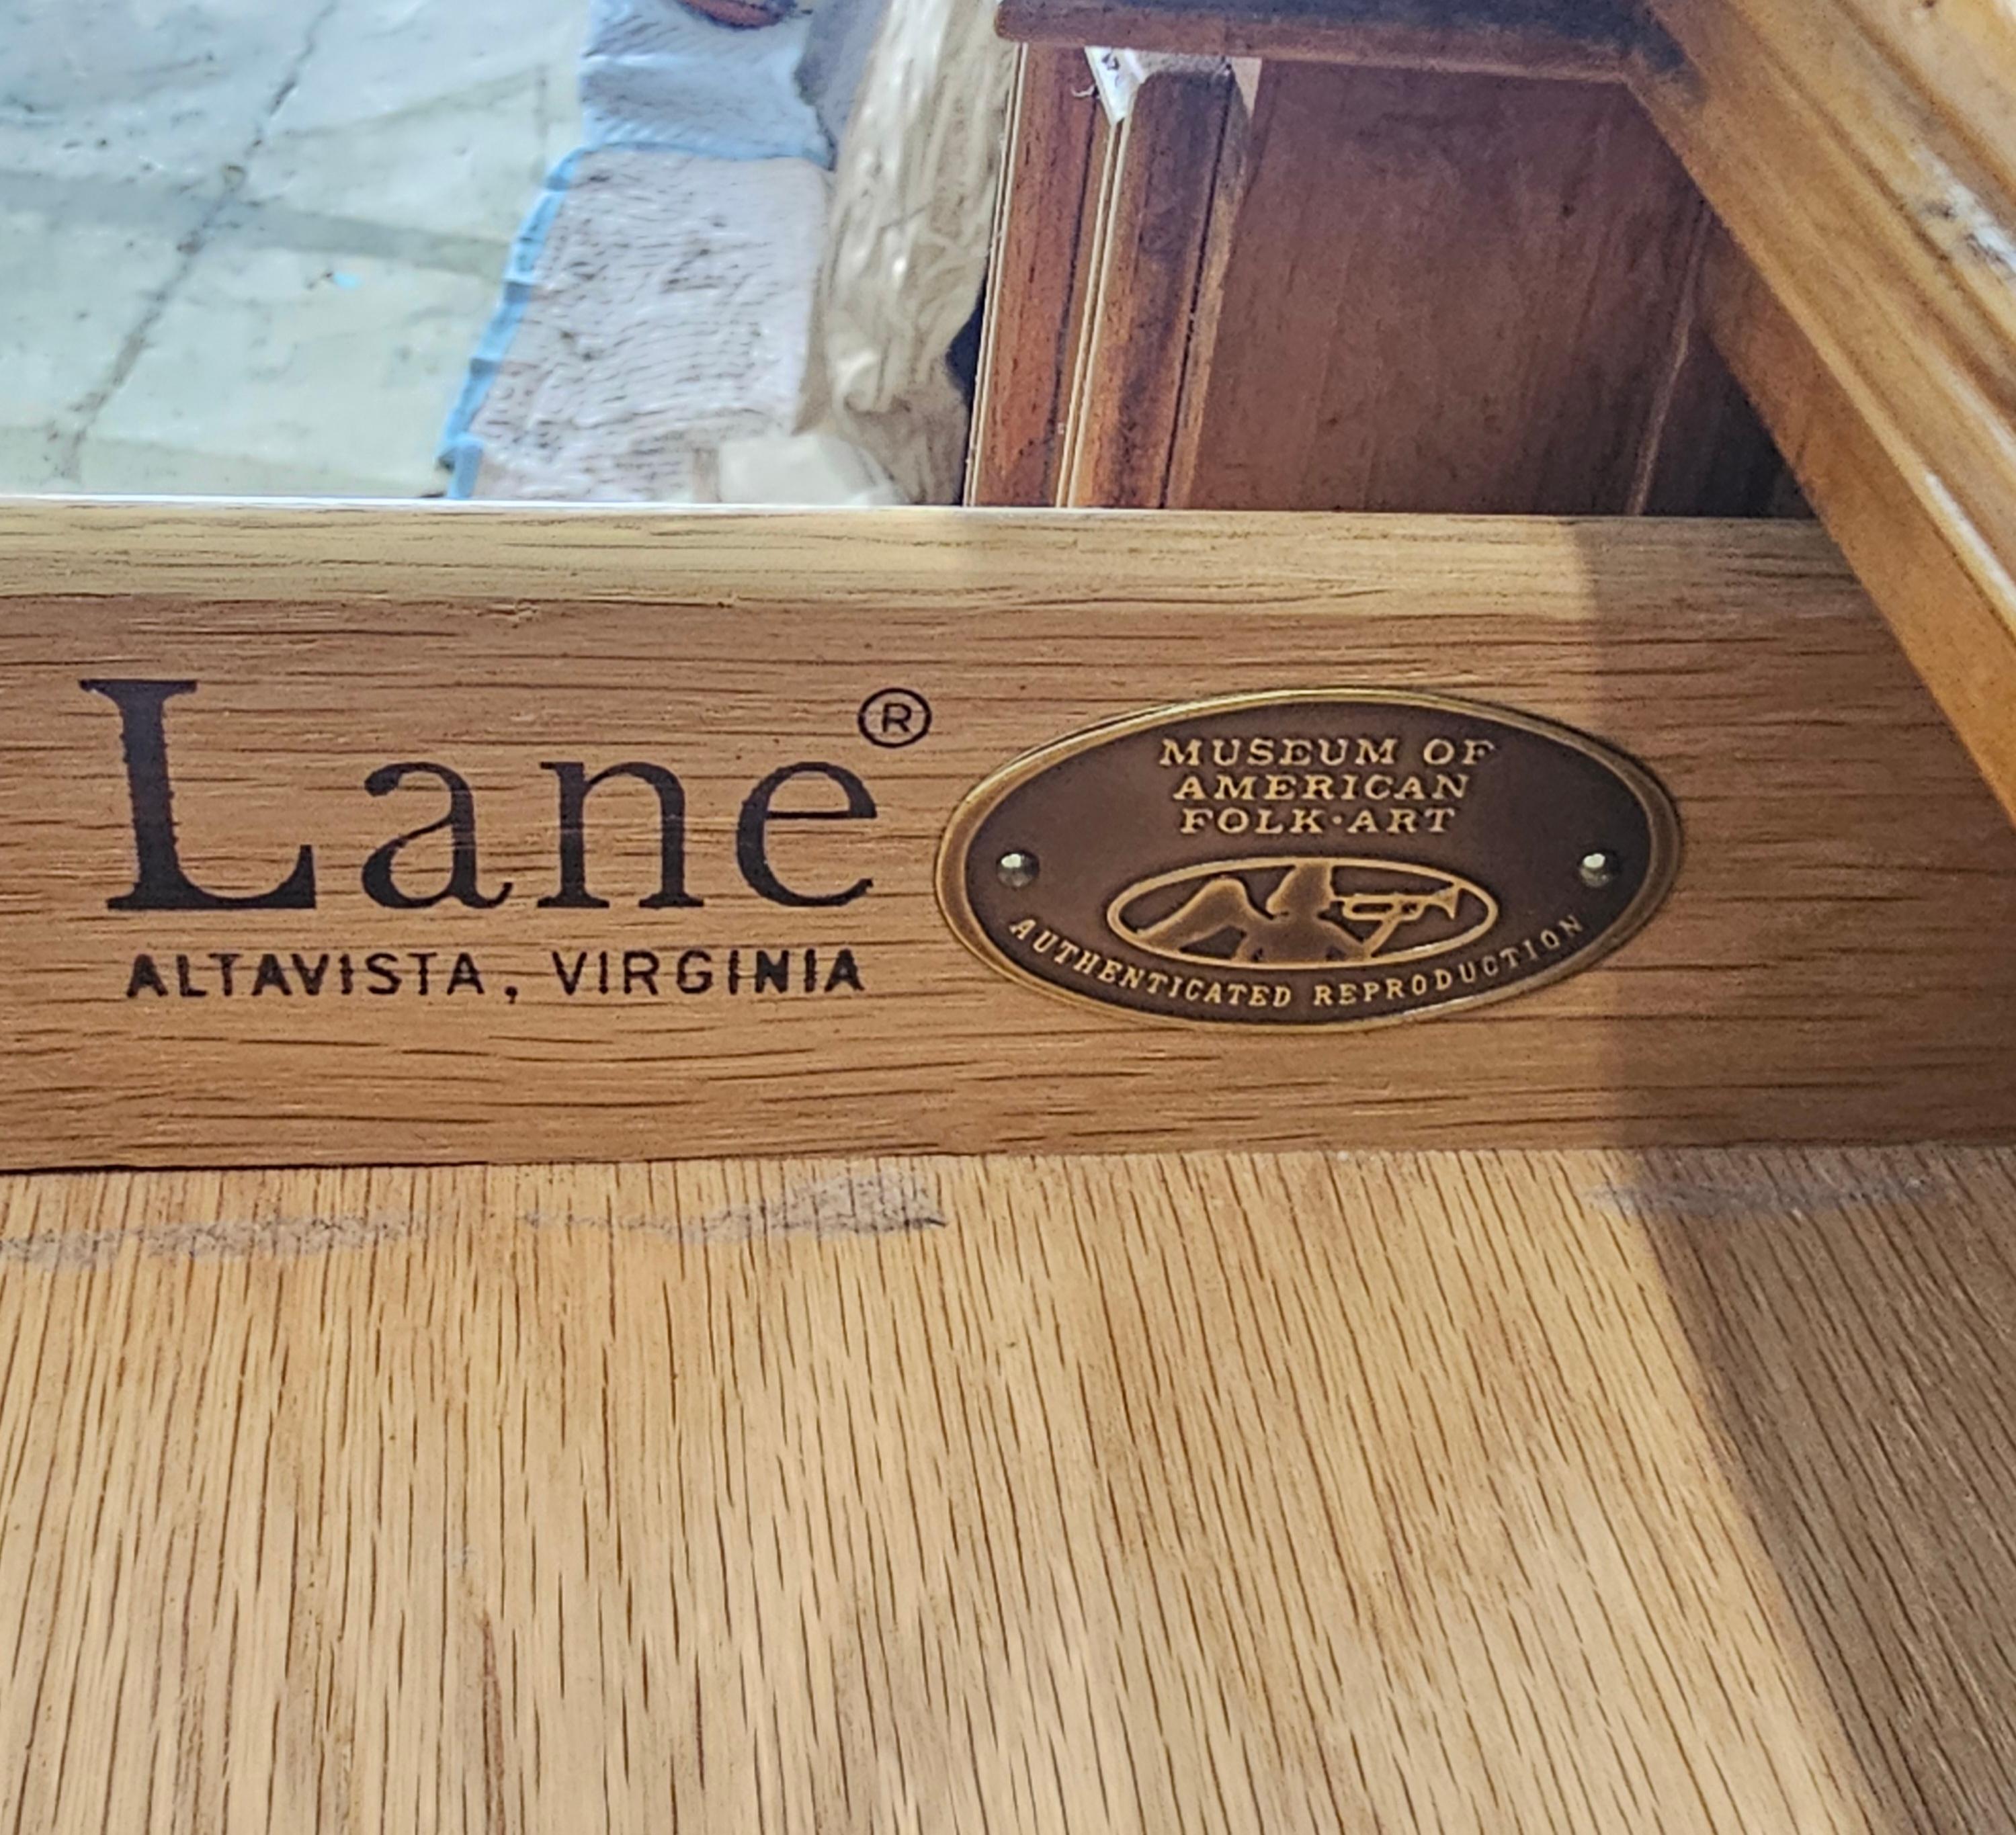 Lane®
ALTAVISTA, VIRGINIA
MUSEUM OF
AMERICAN
FOLK·ART
AUTHENTICATED REPRODUCTION